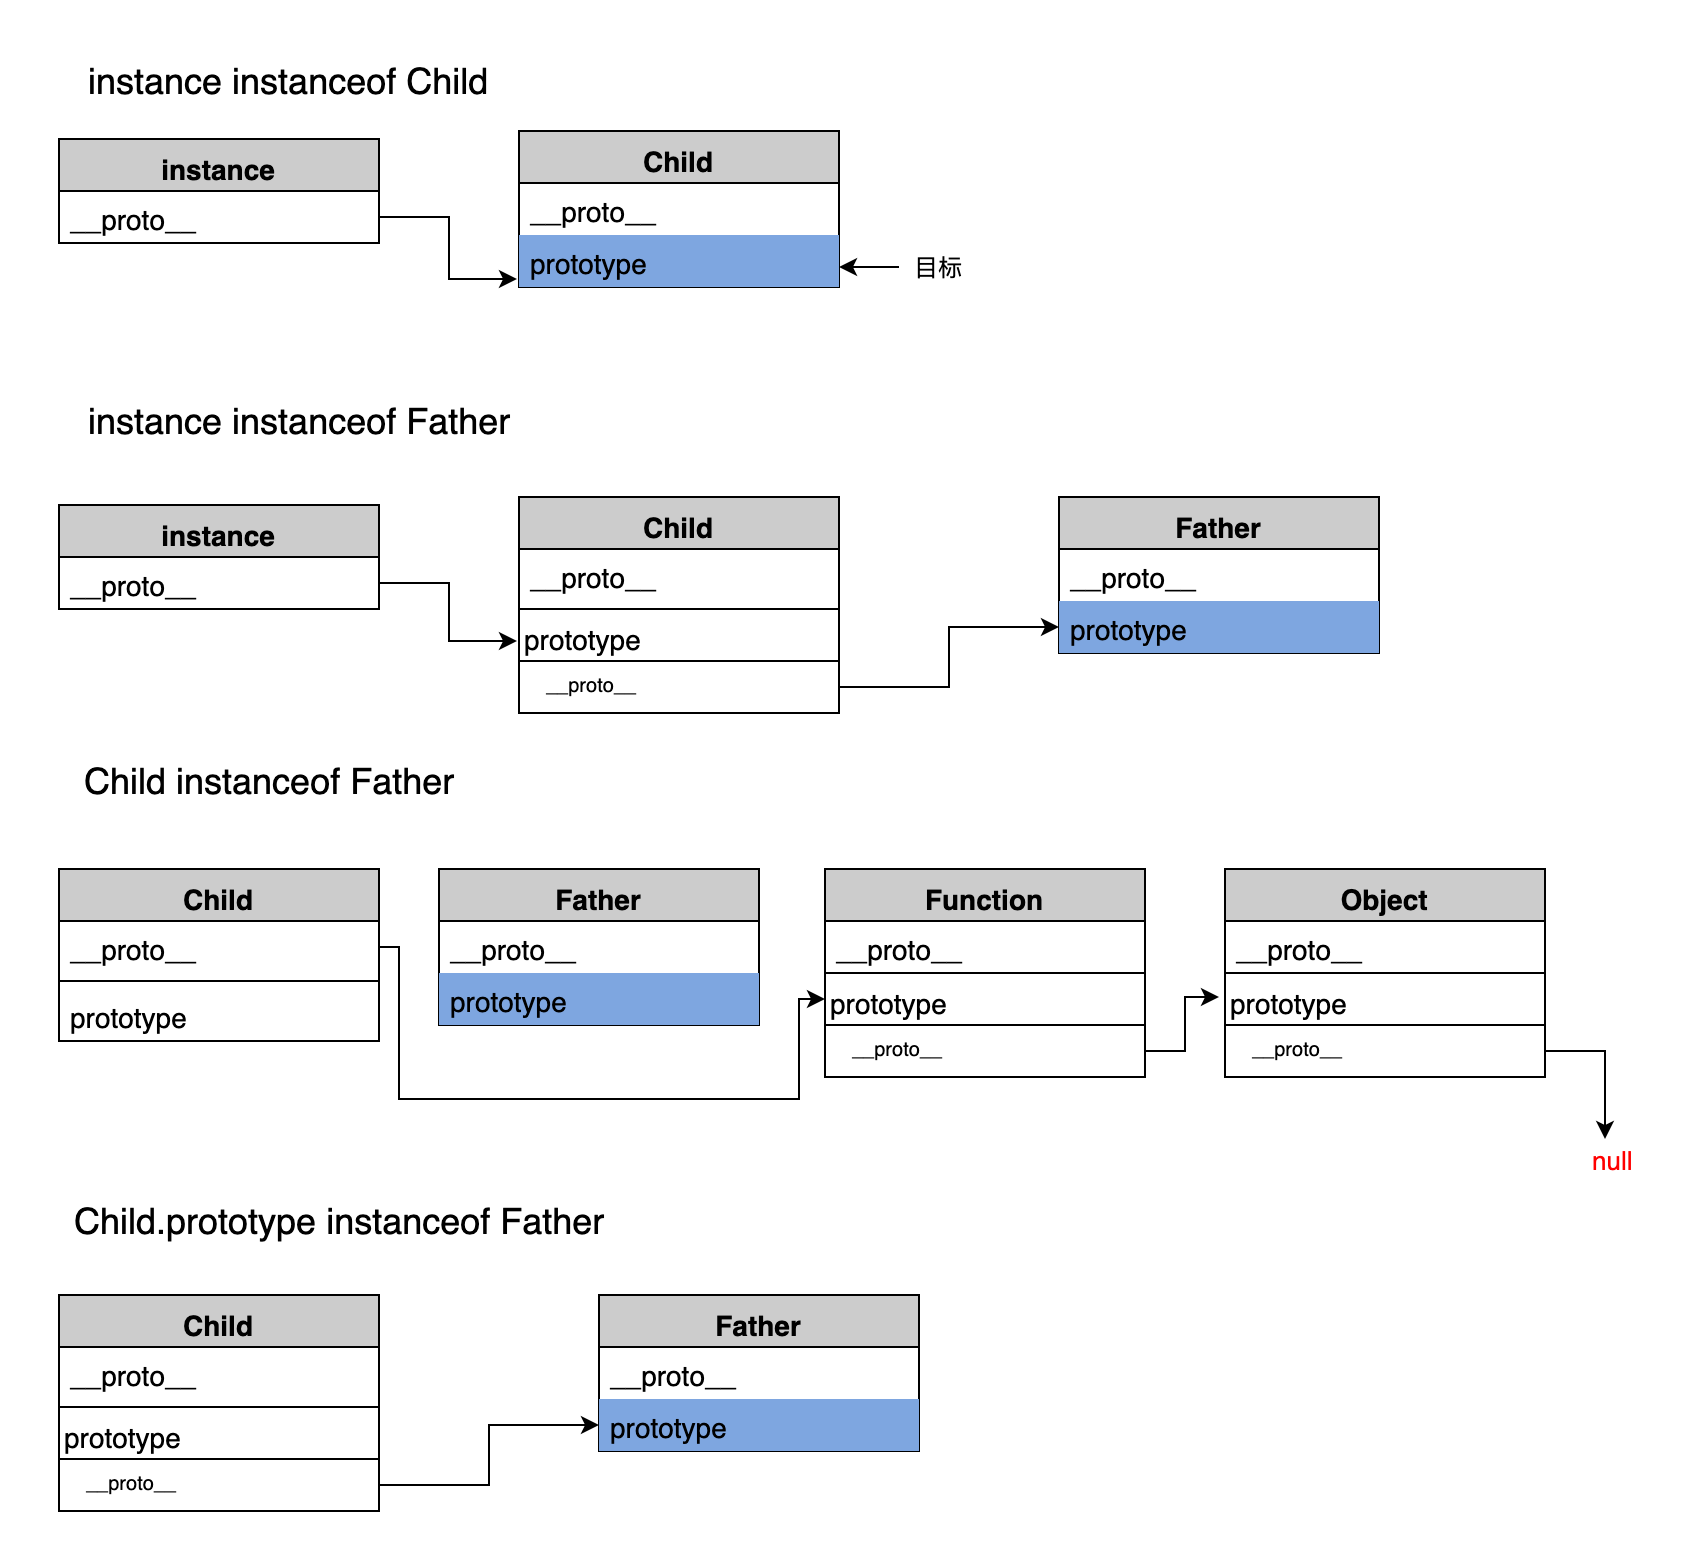 instance instanceof Child
instance
__proto__
Child
__proto__
prototype
目标
instance instanceof Father
instance
__proto__
Child
__proto__
prototype
__proto__
Father
__proto__
prototype
Child instanceof Father
Child
__proto__
prototype
Father
__proto__
prototype
Function
__proto__
prototype
__proto__
Object
__proto__
prototype
__proto__
null
Child.prototype instanceof Father
Child
__proto__
prototype
__proto__
Father
__proto__
prototype